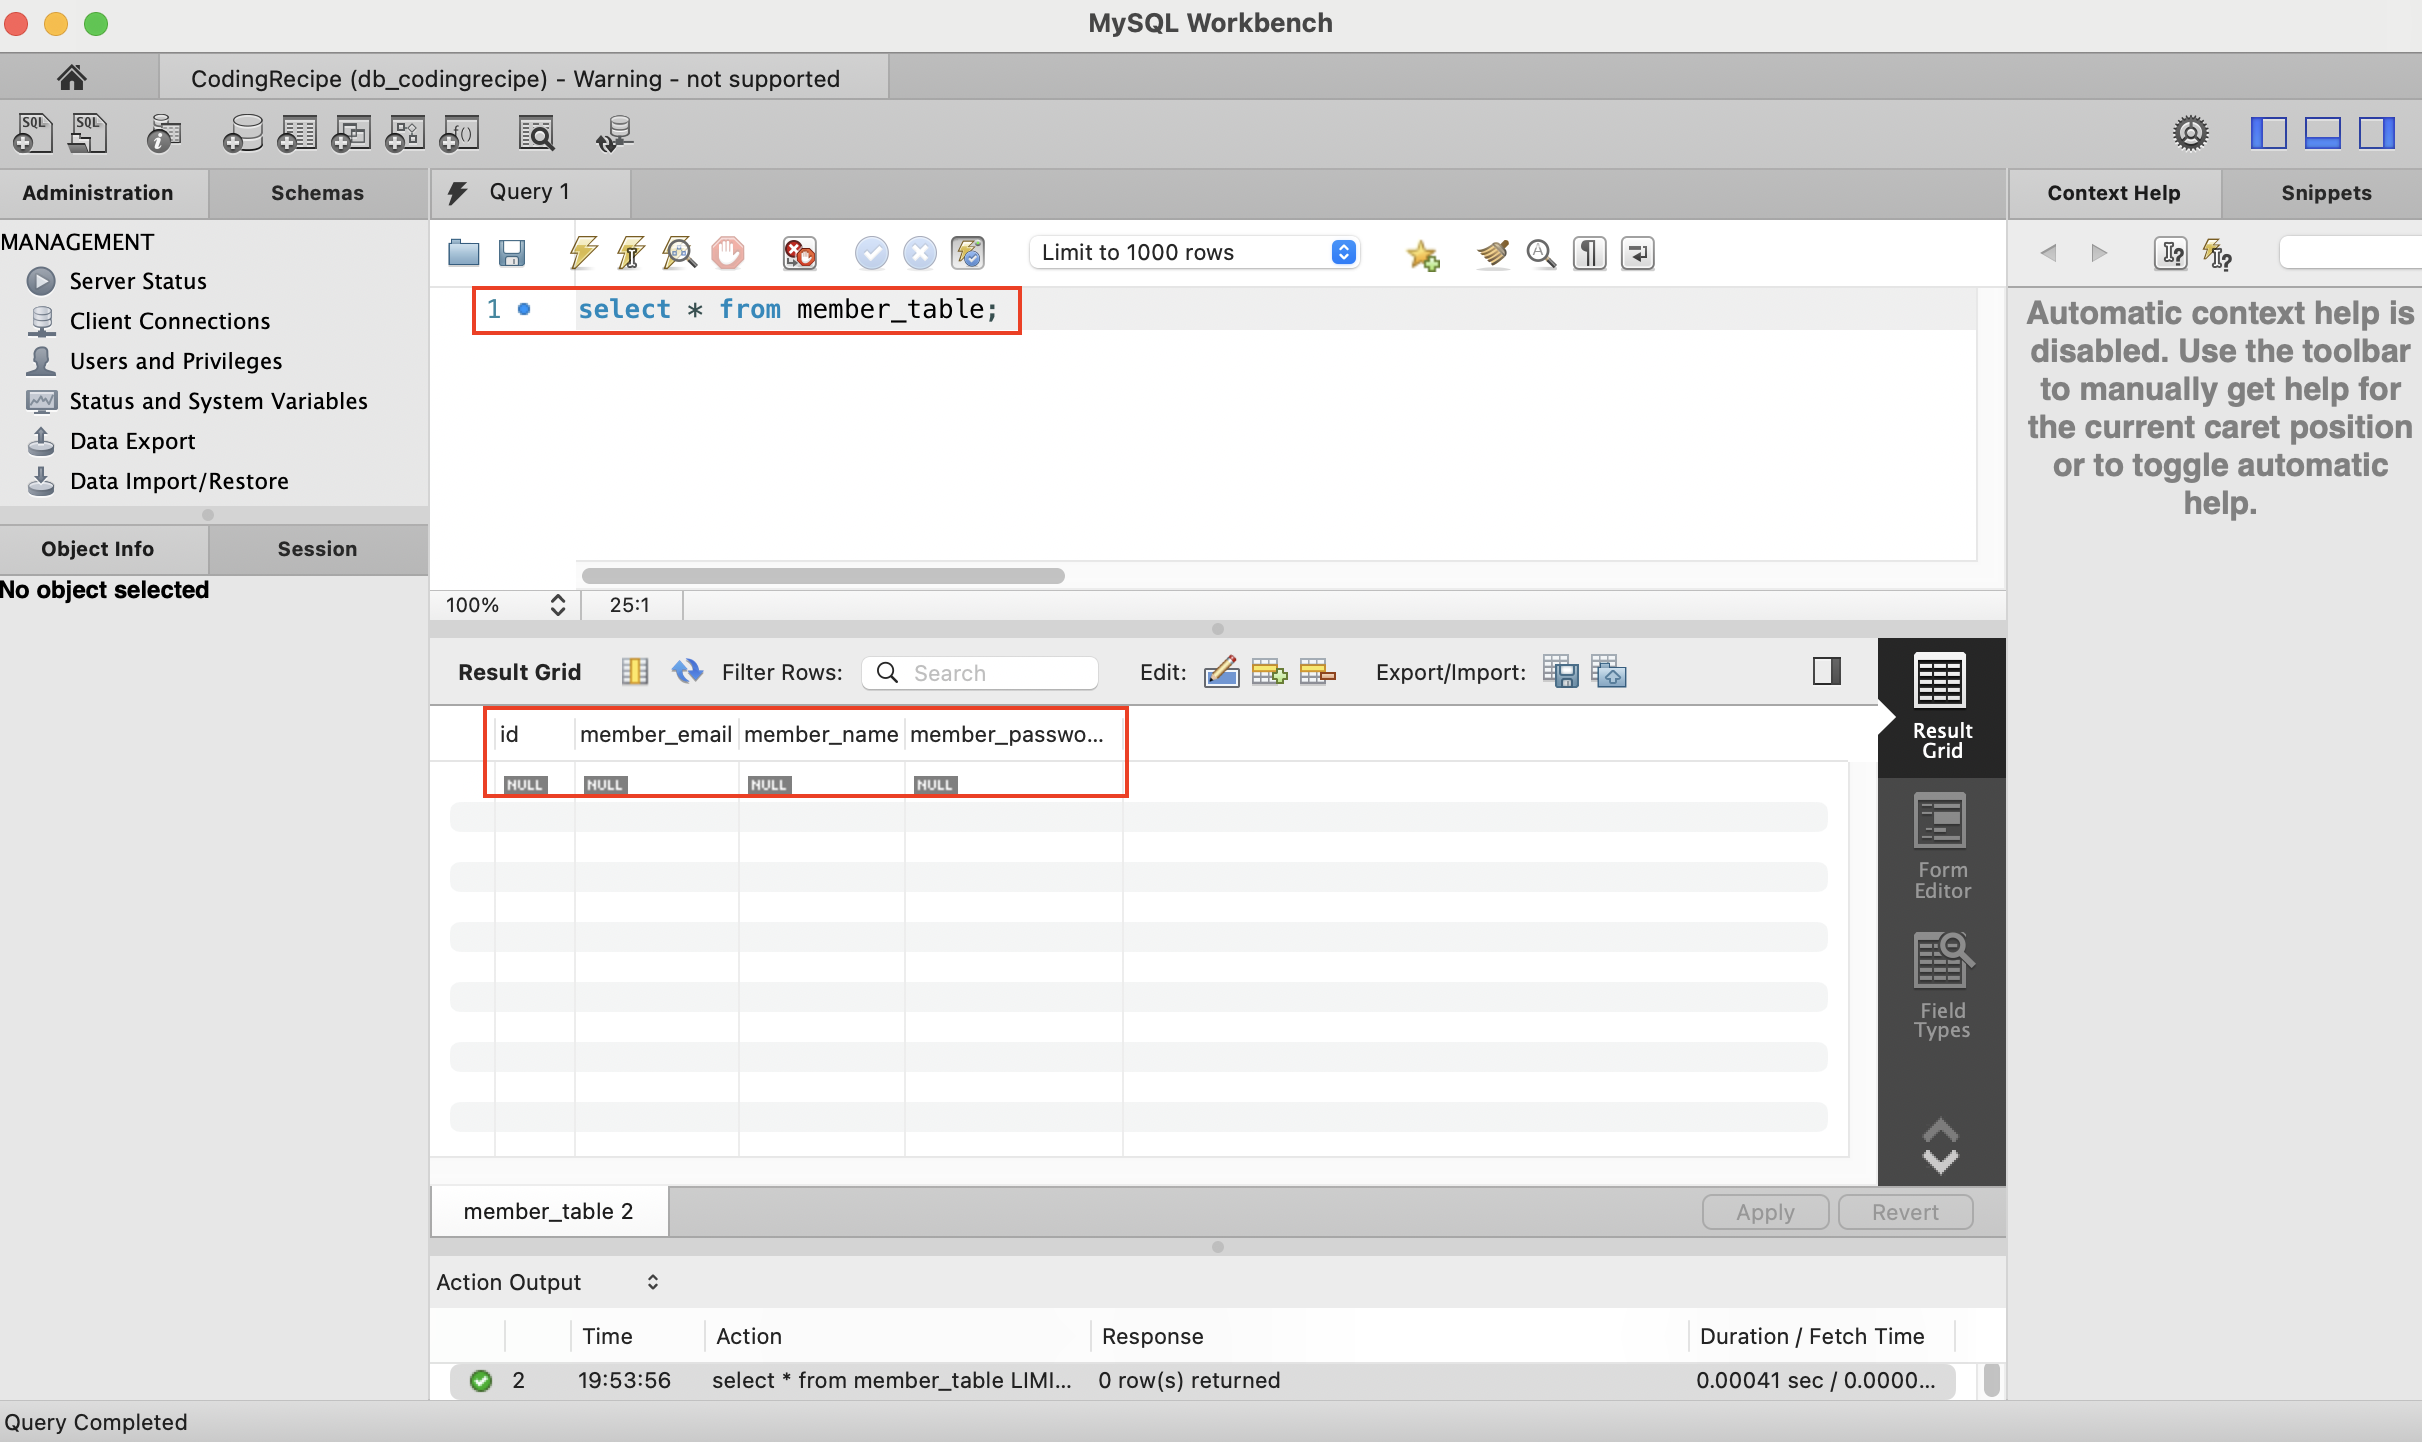 MySQL Workbench
CodingRecipe (db_codingrecipe) - Warning - not supported
SQL
SQL
Administration
Schemas
Query 1
Context Help
Snippets
MANAGEMENT
Server Status
Client Connections
Users and Privileges
Status and System Variables
Data Export
Data Import/Restore
Object Info
Session
No object selected
Limit to 1000 rows
1 select * from member_table;
100%
25:1
Automatic context help is
disabled. Use the toolbar
to manually get help for
the current caret position
or to toggle automatic
help.
Result Grid
Filter Rows:
Search
Edit:
Export/Import:
id member_email member_name member_passwo...
NULL NULL NULL NULL
Result
Grid
Form
Editor
Field
Types
member_table 2
Apply
Revert
Action Output
Time Action Response Duration / Fetch Time
2 19:53:56 select * from member_table LIMI... 0 row(s) returned 0.00041 sec / 0.0000...
Query Completed